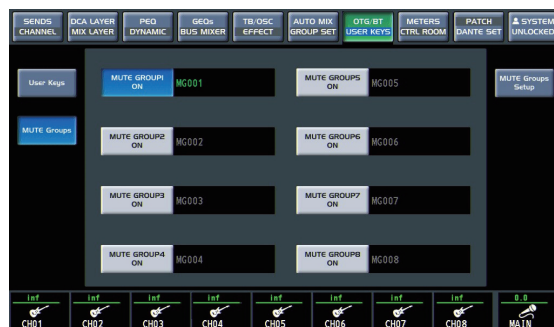 SENDS DCA LAYER PEQ GEQs TB/OSC AUTO MIX OTG/BT METERS PATCH SYSTEM
CHANNEL MIX LAYER DYNAMIC BUS MIXER EFFECT GROUP SET USER KEYS CTRL ROOM DANTE SET UNLOCKED
User Keys
MUTE Groups
MUTE GROUP1
ON
MG001
MUTE GROUP5
ON
MG005
MUTE GROUP2
ON
MG002
MUTE GROUP6
ON
MG006
MUTE GROUP3
ON
MG003
MUTE GROUP7
ON
MG007
MUTE GROUP4
ON
MG004
MUTE GROUP8
ON
MG008
MUTE Groups
Setup
inf inf inf inf inf inf inf inf 0.0
CH01 CH02 CH03 CH04 CH05 CH06 CH07 CH08 MAIN